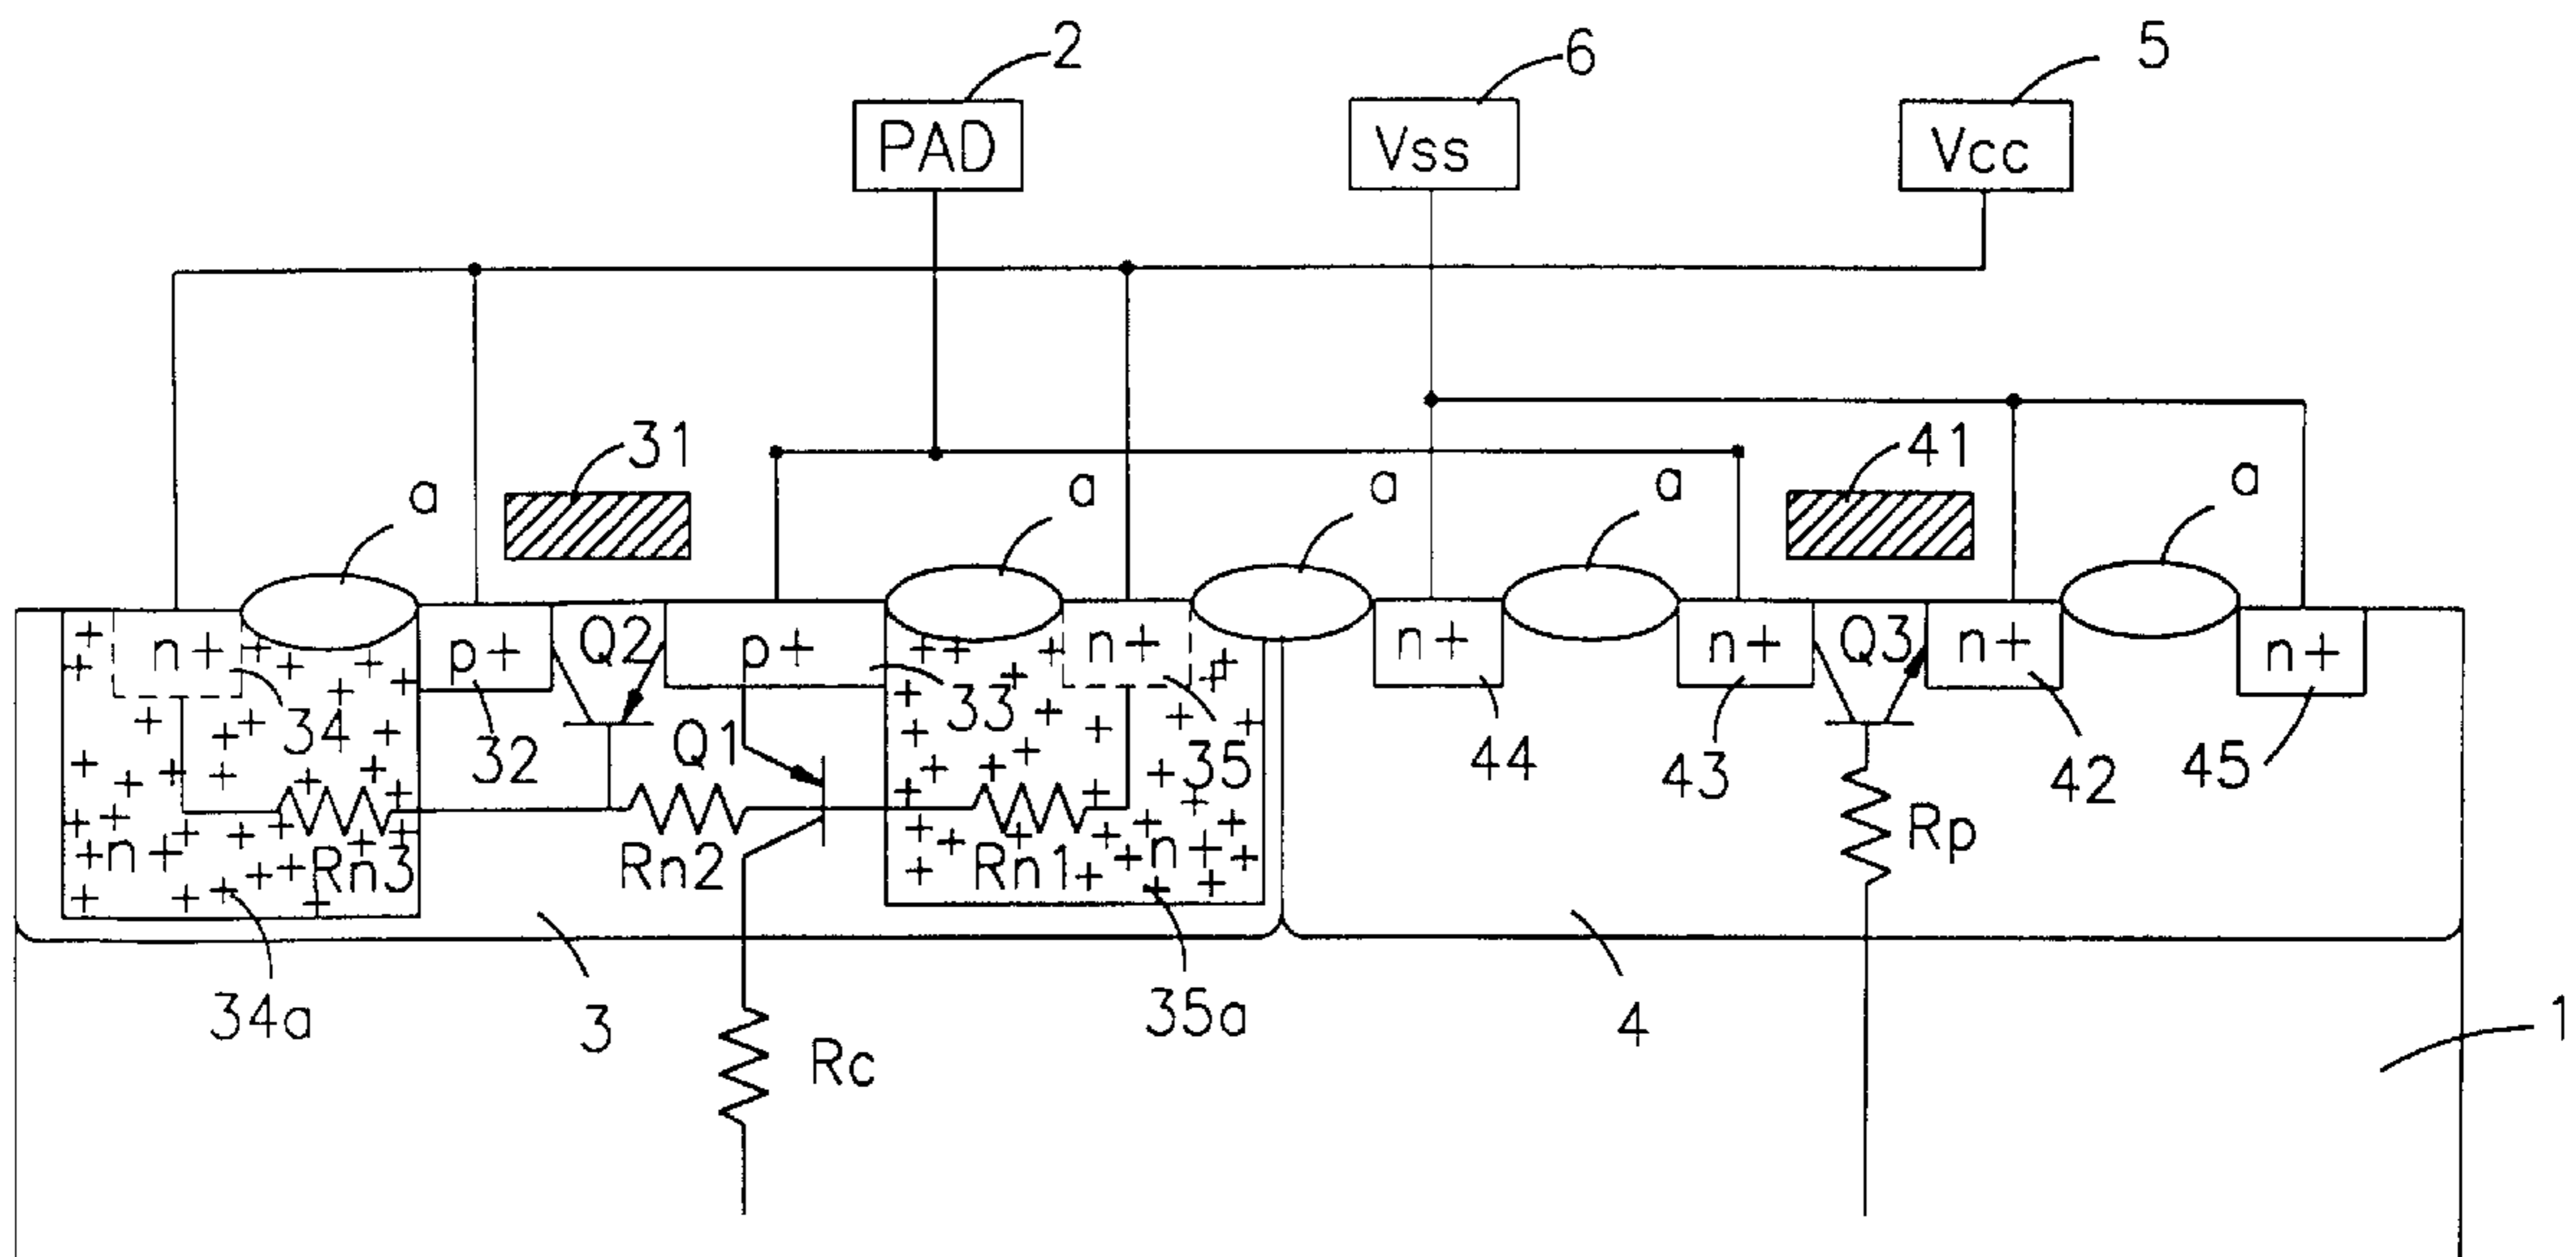 2
6
5
PAD
Vss
Vcc
31
41
a
a
a
a
a
n+
p+
Q2
p+
n+
n+
n+
Q3
n+
n+
34
32
Q1
33
35
44
43
42
45
n+
Rn3
Rn2
Rn1
n+
Rp
34a
3
35a
4
1
Rc